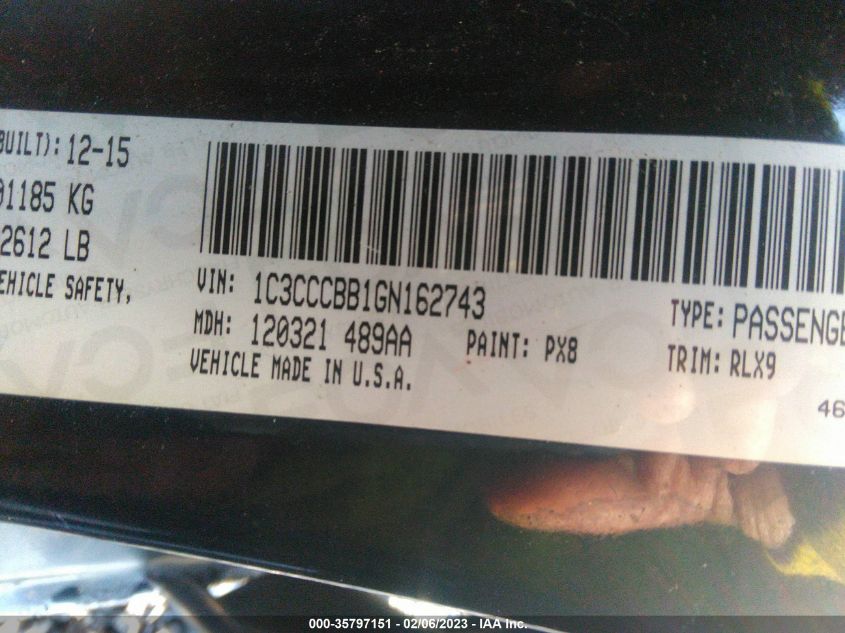 BUILT): 12-15
01185 KG
2612 LB
VEHICLE SAFETY,
VIN: 1C3CCCBB1GN162743
MDH: 120321 489AA
VEHICLE MADE IN U.S.A.
PAINT: PX8
TYPE: PASSENGE
TRIM: RLX9
46
000-35797151 — 02/06/2023 — IAA Inc.